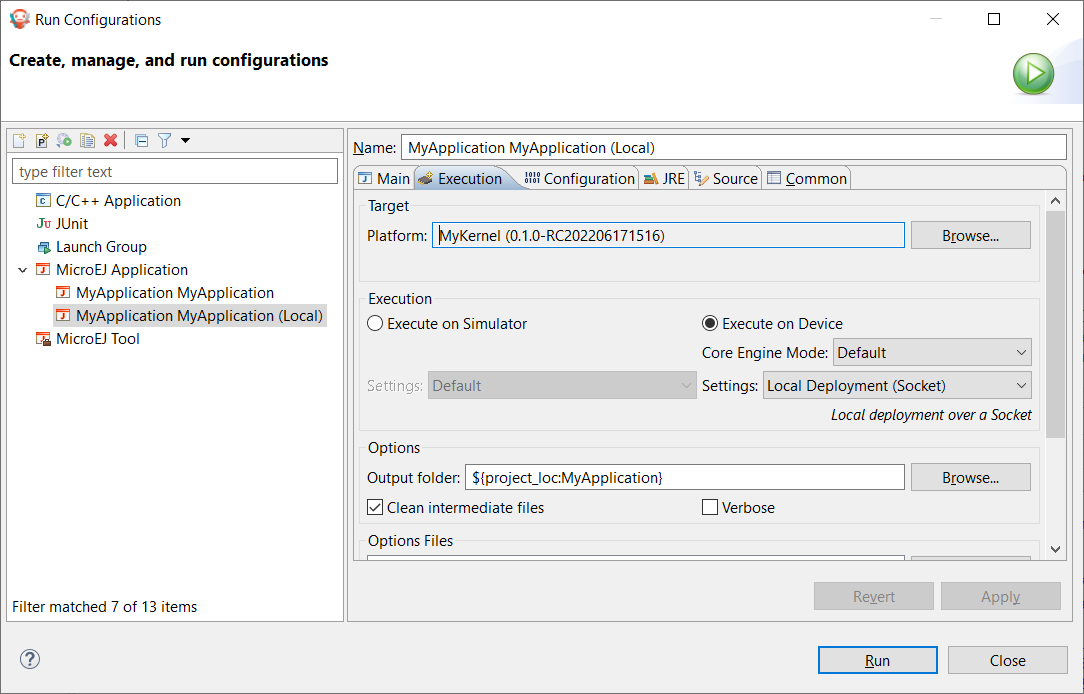 Run Configurations
Create, manage, and run configurations
type filter text
C/C++ Application
JUnit
Launch Group
MicroEJ Application
MyApplication MyApplication
MyApplication MyApplication (Local)
MicroEJ Tool
Filter matched 7 of 13 items
Name: MyApplication MyApplication (Local)
Main Execution Configuration JRE Source Common
Target
Platform: MyKernel (0.1.0-RC202206171516) Browse...
Execution
Execute on Simulator Execute on Device
Core Engine Mode: Default
Settings: Default Settings: Local Deployment (Socket)
Local deployment over a Socket
Options
Output folder: ${project_loc:MyApplication} Browse...
Clean intermediate files Verbose
Options Files
Revert Apply
Run Close